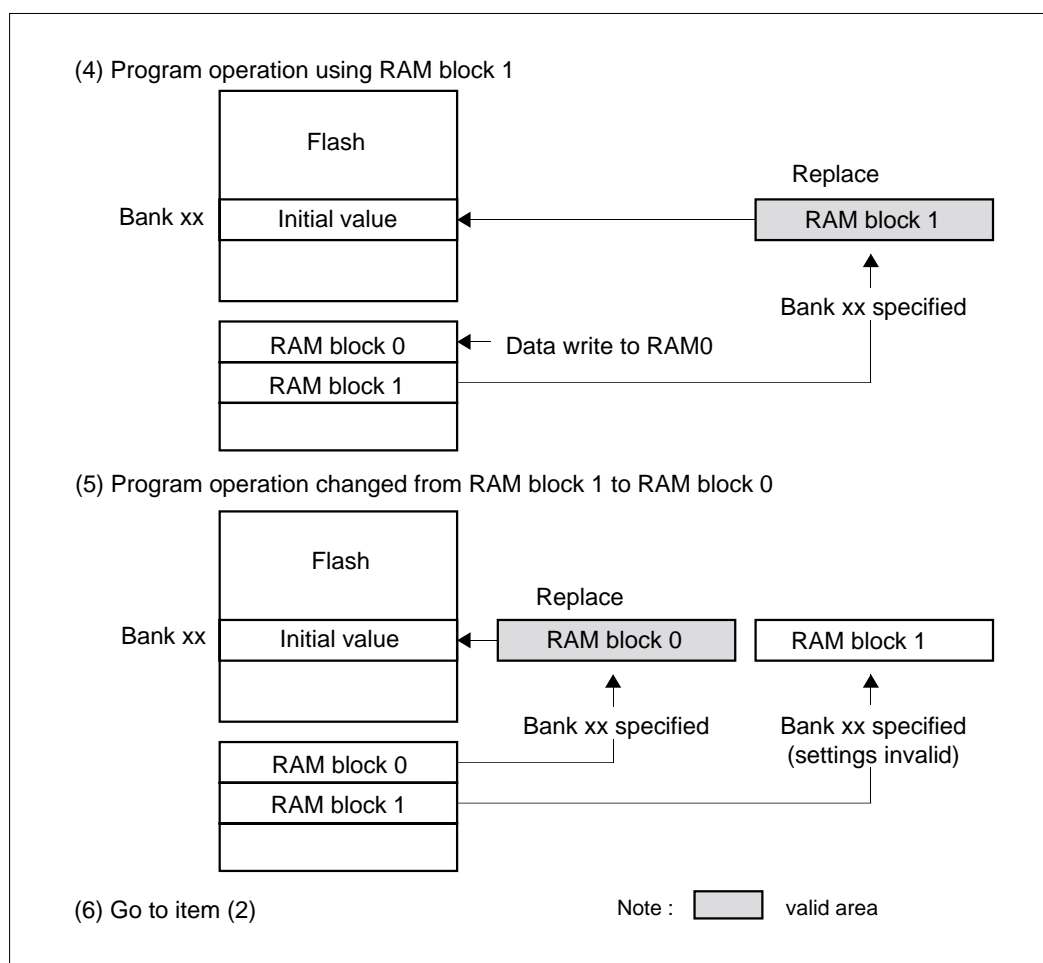 (4) Program operation using RAM block 1
Flash
Replace
Bank xx
Initial value
RAM block 1
Bank xx specified
RAM block 0
Data write to RAM0
RAM block 1
(5) Program operation changed from RAM block 1 to RAM block 0
Flash
Replace
Bank xx
Initial value
RAM block 0
RAM block 1
Bank xx specified
Bank xx specified
(settings invalid)
RAM block 0
RAM block 1
(6) Go to item (2)
Note :
valid area